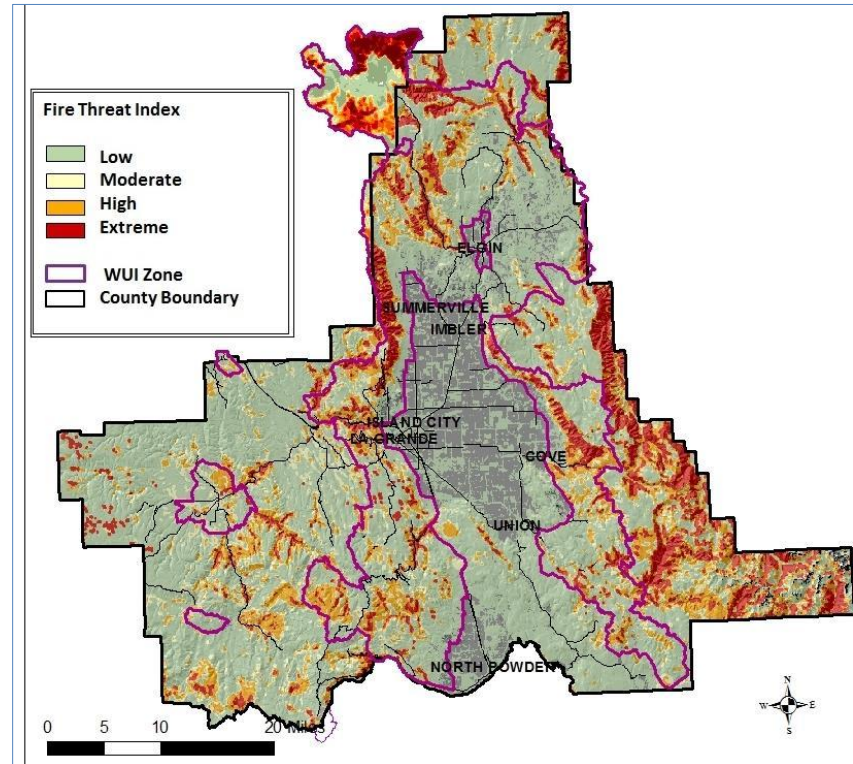 Fire Threat Index
Low
Moderate
High
Extreme
WUI Zone
County Boundary
ELGIN
SUMMERVILLE
IMBLER
ISLAND CITY
LA GRANDE
COVE
UNION
NORTH POWDER
0 5 10 20 Miles
N
W E
S